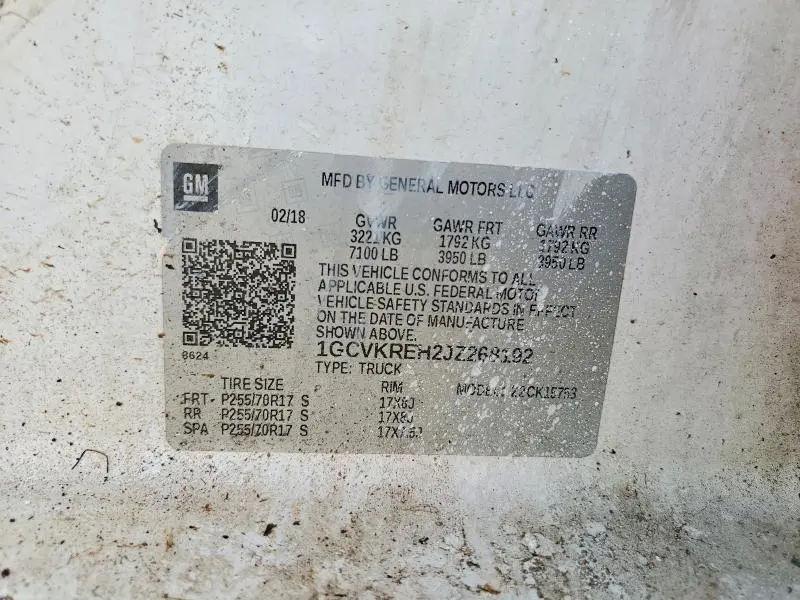 GM
MFD BY GENERAL MOTORS LLC
02/18
GVWR GAWR FRT GAWR RR
3221 KG 1792 KG 1792 KG
7100 LB 3950 LB 3950 LB
THIS VEHICLE CONFORMS TO ALL
APPLICABLE U.S. FEDERAL MOTOR
VEHICLE SAFETY STANDARDS IN EFFECT
ON THE DATE OF MANUFACTURE
SHOWN ABOVE.
8624
1GCVKREH2JZ268192
TYPE: TRUCK
TIRE SIZE RIM MODEL:
FRT P255/70R17 S 17X8J
RR P255/70R17 S 17X8J
SPA P255/70R17 S